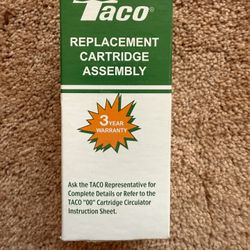 Taco®
REPLACEMENT
CARTRIDGE
ASSEMBLY
3
YEAR
WARRANTY
Ask the TACO Representative for
Complete Details or Refer to the
TACO "00" Cartridge Circulator
Instruction Sheet.